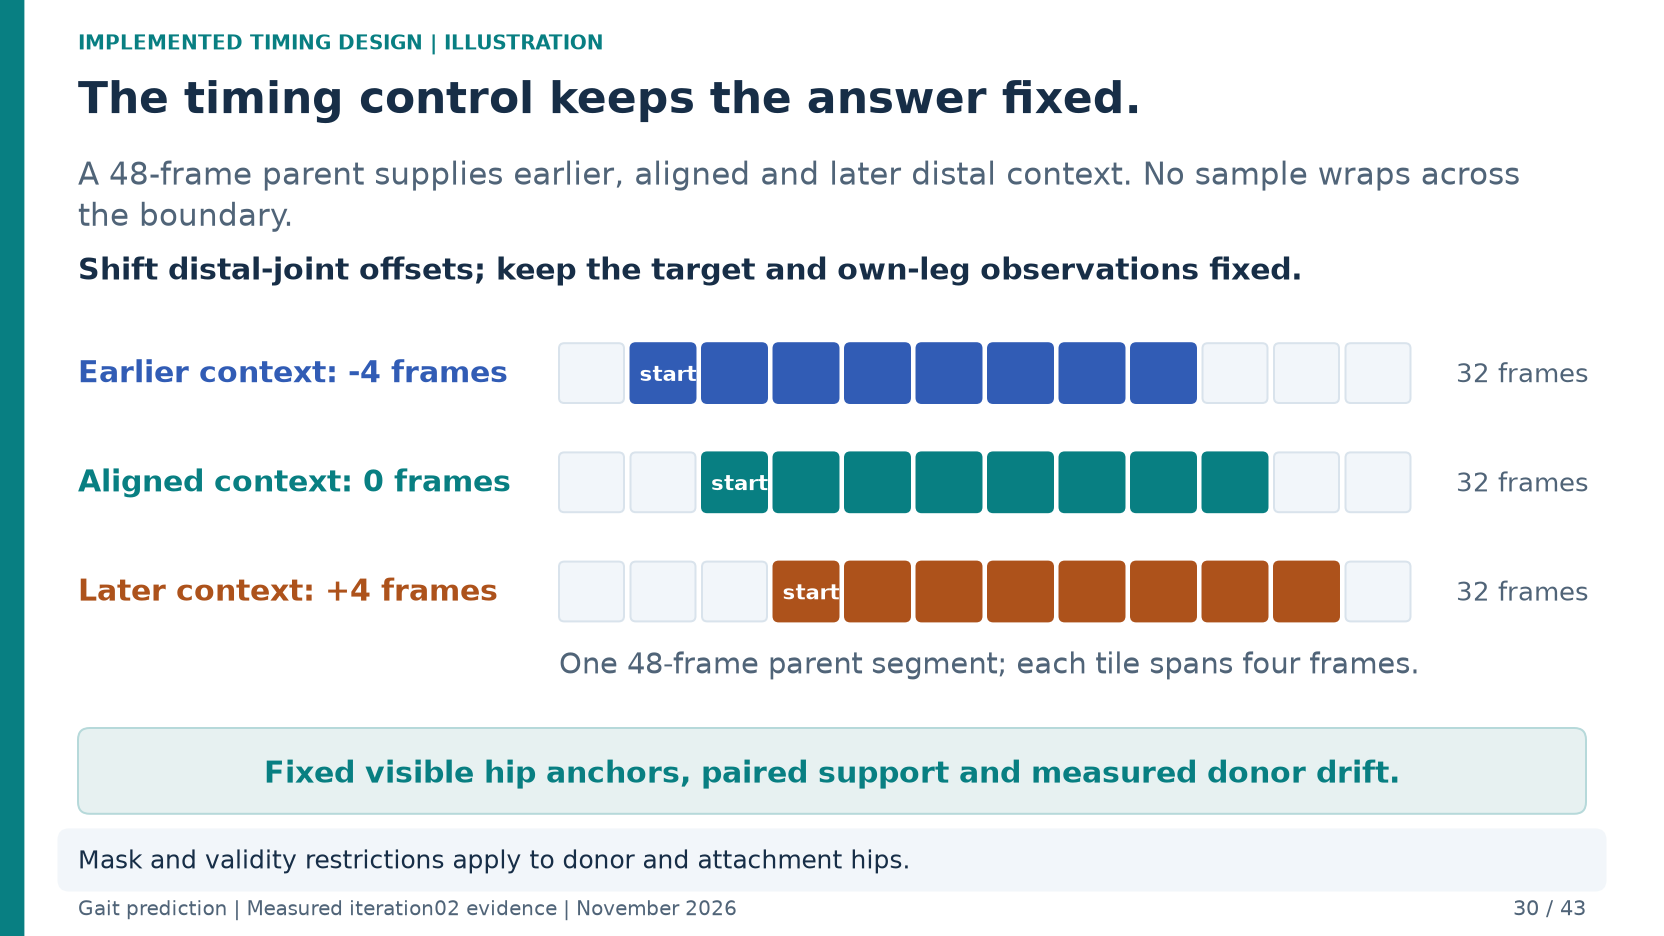 IMPLEMENTED TIMING DESIGN | ILLUSTRATION
The timing control keeps the answer fixed.
A 48-frame parent supplies earlier, aligned and later distal context. No sample wraps across
the boundary.
Shift distal-joint offsets; keep the target and own-leg observations fixed.
Earlier context: -4 frames start 32 frames
Aligned context: 0 frames start 32 frames
Later context: +4 frames start 32 frames
One 48-frame parent segment; each tile spans four frames.
Fixed visible hip anchors, paired support and measured donor drift.
Mask and validity restrictions apply to donor and attachment hips.
Gait prediction | Measured iteration02 evidence | November 2026 30 / 43